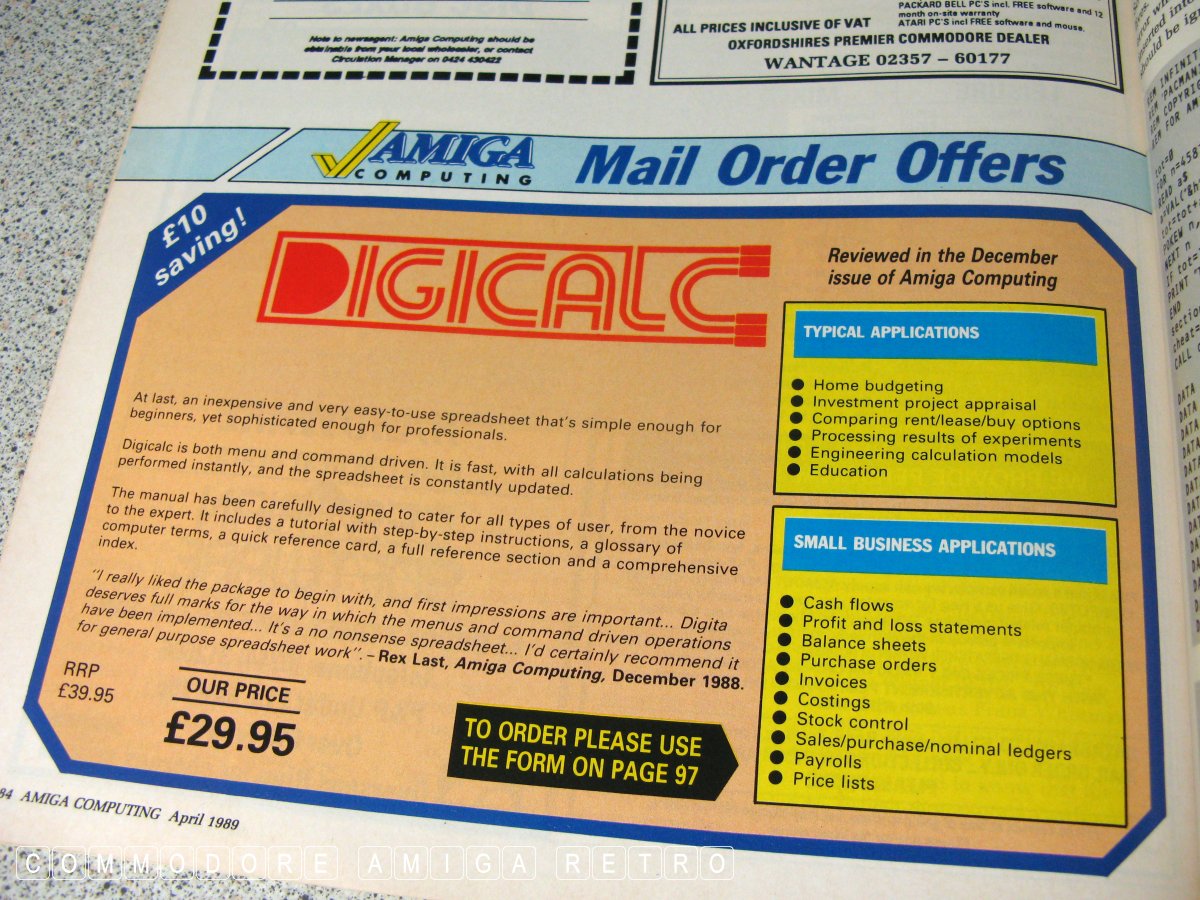 Note to newsagent: Amiga Computing should be
obtainable from your local wholesaler, or contact
Circulation Manager on 0424 430422
PACKARD BELL PC'S incl. FREE software and 12
month on-site warranty
ATARI PC'S incl FREE software and mouse.
ALL PRICES INCLUSIVE OF VAT
OXFORDSHIRES PREMIER COMMODORE DEALER
WANTAGE 02357 – 60177
AMIGA
COMPUTING
Mail Order Offers
£10
saving!
DIGICALC
Reviewed in the December
issue of Amiga Computing
At last, an inexpensive and very easy-to-use spreadsheet that's simple enough for
beginners, yet sophisticated enough for professionals.
Digicalc is both menu and command driven. It is fast, with all calculations being
performed instantly, and the spreadsheet is constantly updated.
The manual has been carefully designed to cater for all types of user, from the novice
to the expert. It includes a tutorial with step-by-step instructions, a glossary of
computer terms, a quick reference card, a full reference section and a comprehensive
index.
"I really liked the package to begin with, and first impressions are important... Digita
deserves full marks for the way in which the menus and command driven operations
have been implemented... It's a no nonsense spreadsheet... I'd certainly recommend it
for general purpose spreadsheet work". – Rex Last, Amiga Computing, December 1988.
RRP
£39.95
OUR PRICE
£29.95
TO ORDER PLEASE USE
THE FORM ON PAGE 97
TYPICAL APPLICATIONS
● Home budgeting
● Investment project appraisal
● Comparing rent/lease/buy options
● Processing results of experiments
● Engineering calculation models
● Education
SMALL BUSINESS APPLICATIONS
● Cash flows
● Profit and loss statements
● Balance sheets
● Purchase orders
● Invoices
● Costings
● Stock control
● Sales/purchase/nominal ledgers
● Payrolls
● Price lists
84 AMIGA COMPUTING April 1989
COMMODORE AMIGA RETRO
NEXT n
PRINT
END
DATA
DATA
DATA